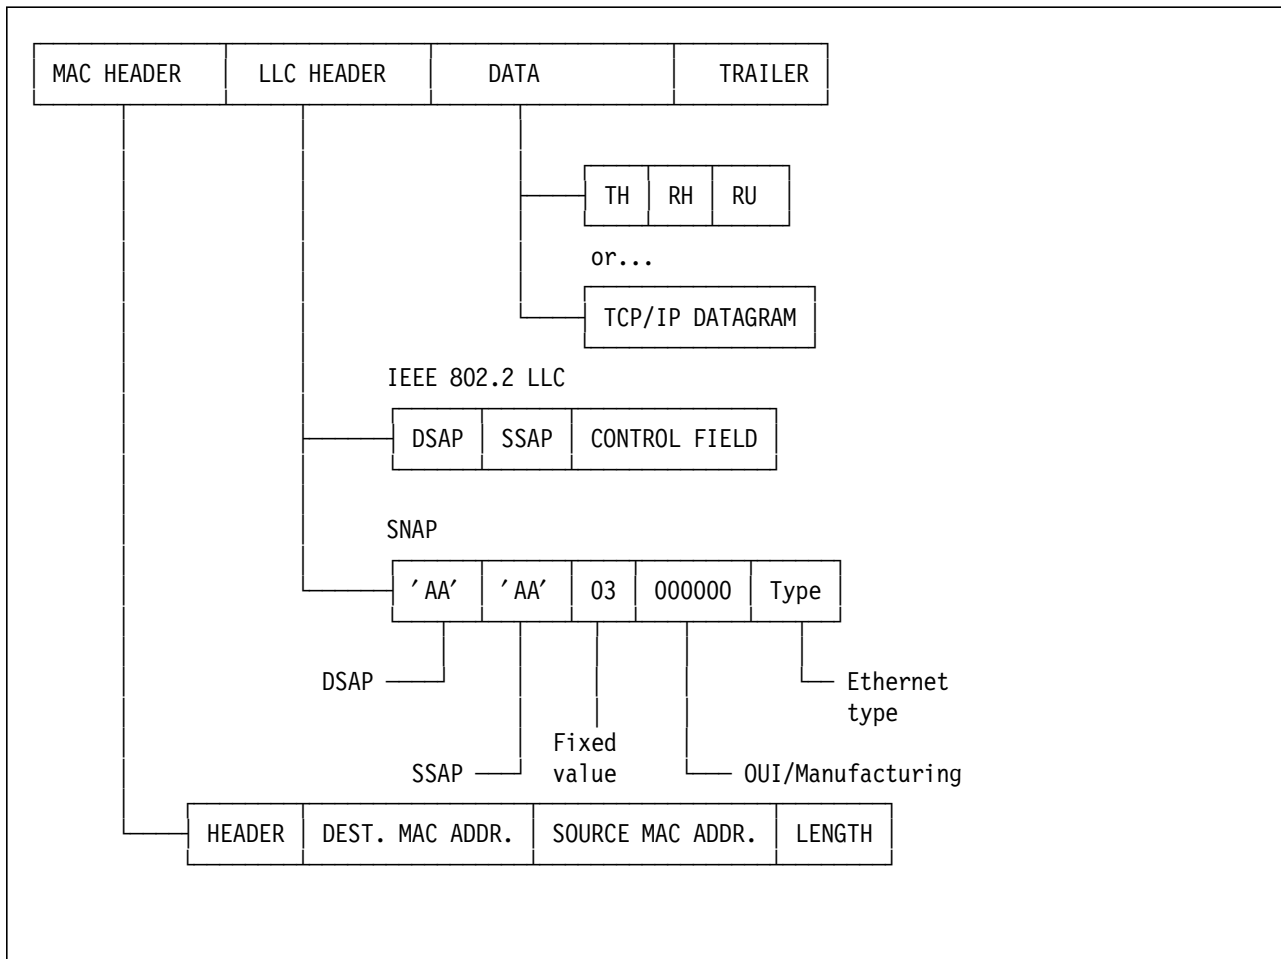 MAC HEADER LLC HEADER DATA TRAILER
TH RH RU
or...
TCP/IP DATAGRAM
IEEE 802.2 LLC
DSAP SSAP CONTROL FIELD
SNAP
′AA′ ′AA′ 03 000000 Type
DSAP Ethernet
type
Fixed
SSAP value OUI/Manufacturing
HEADER DEST. MAC ADDR. SOURCE MAC ADDR. LENGTH